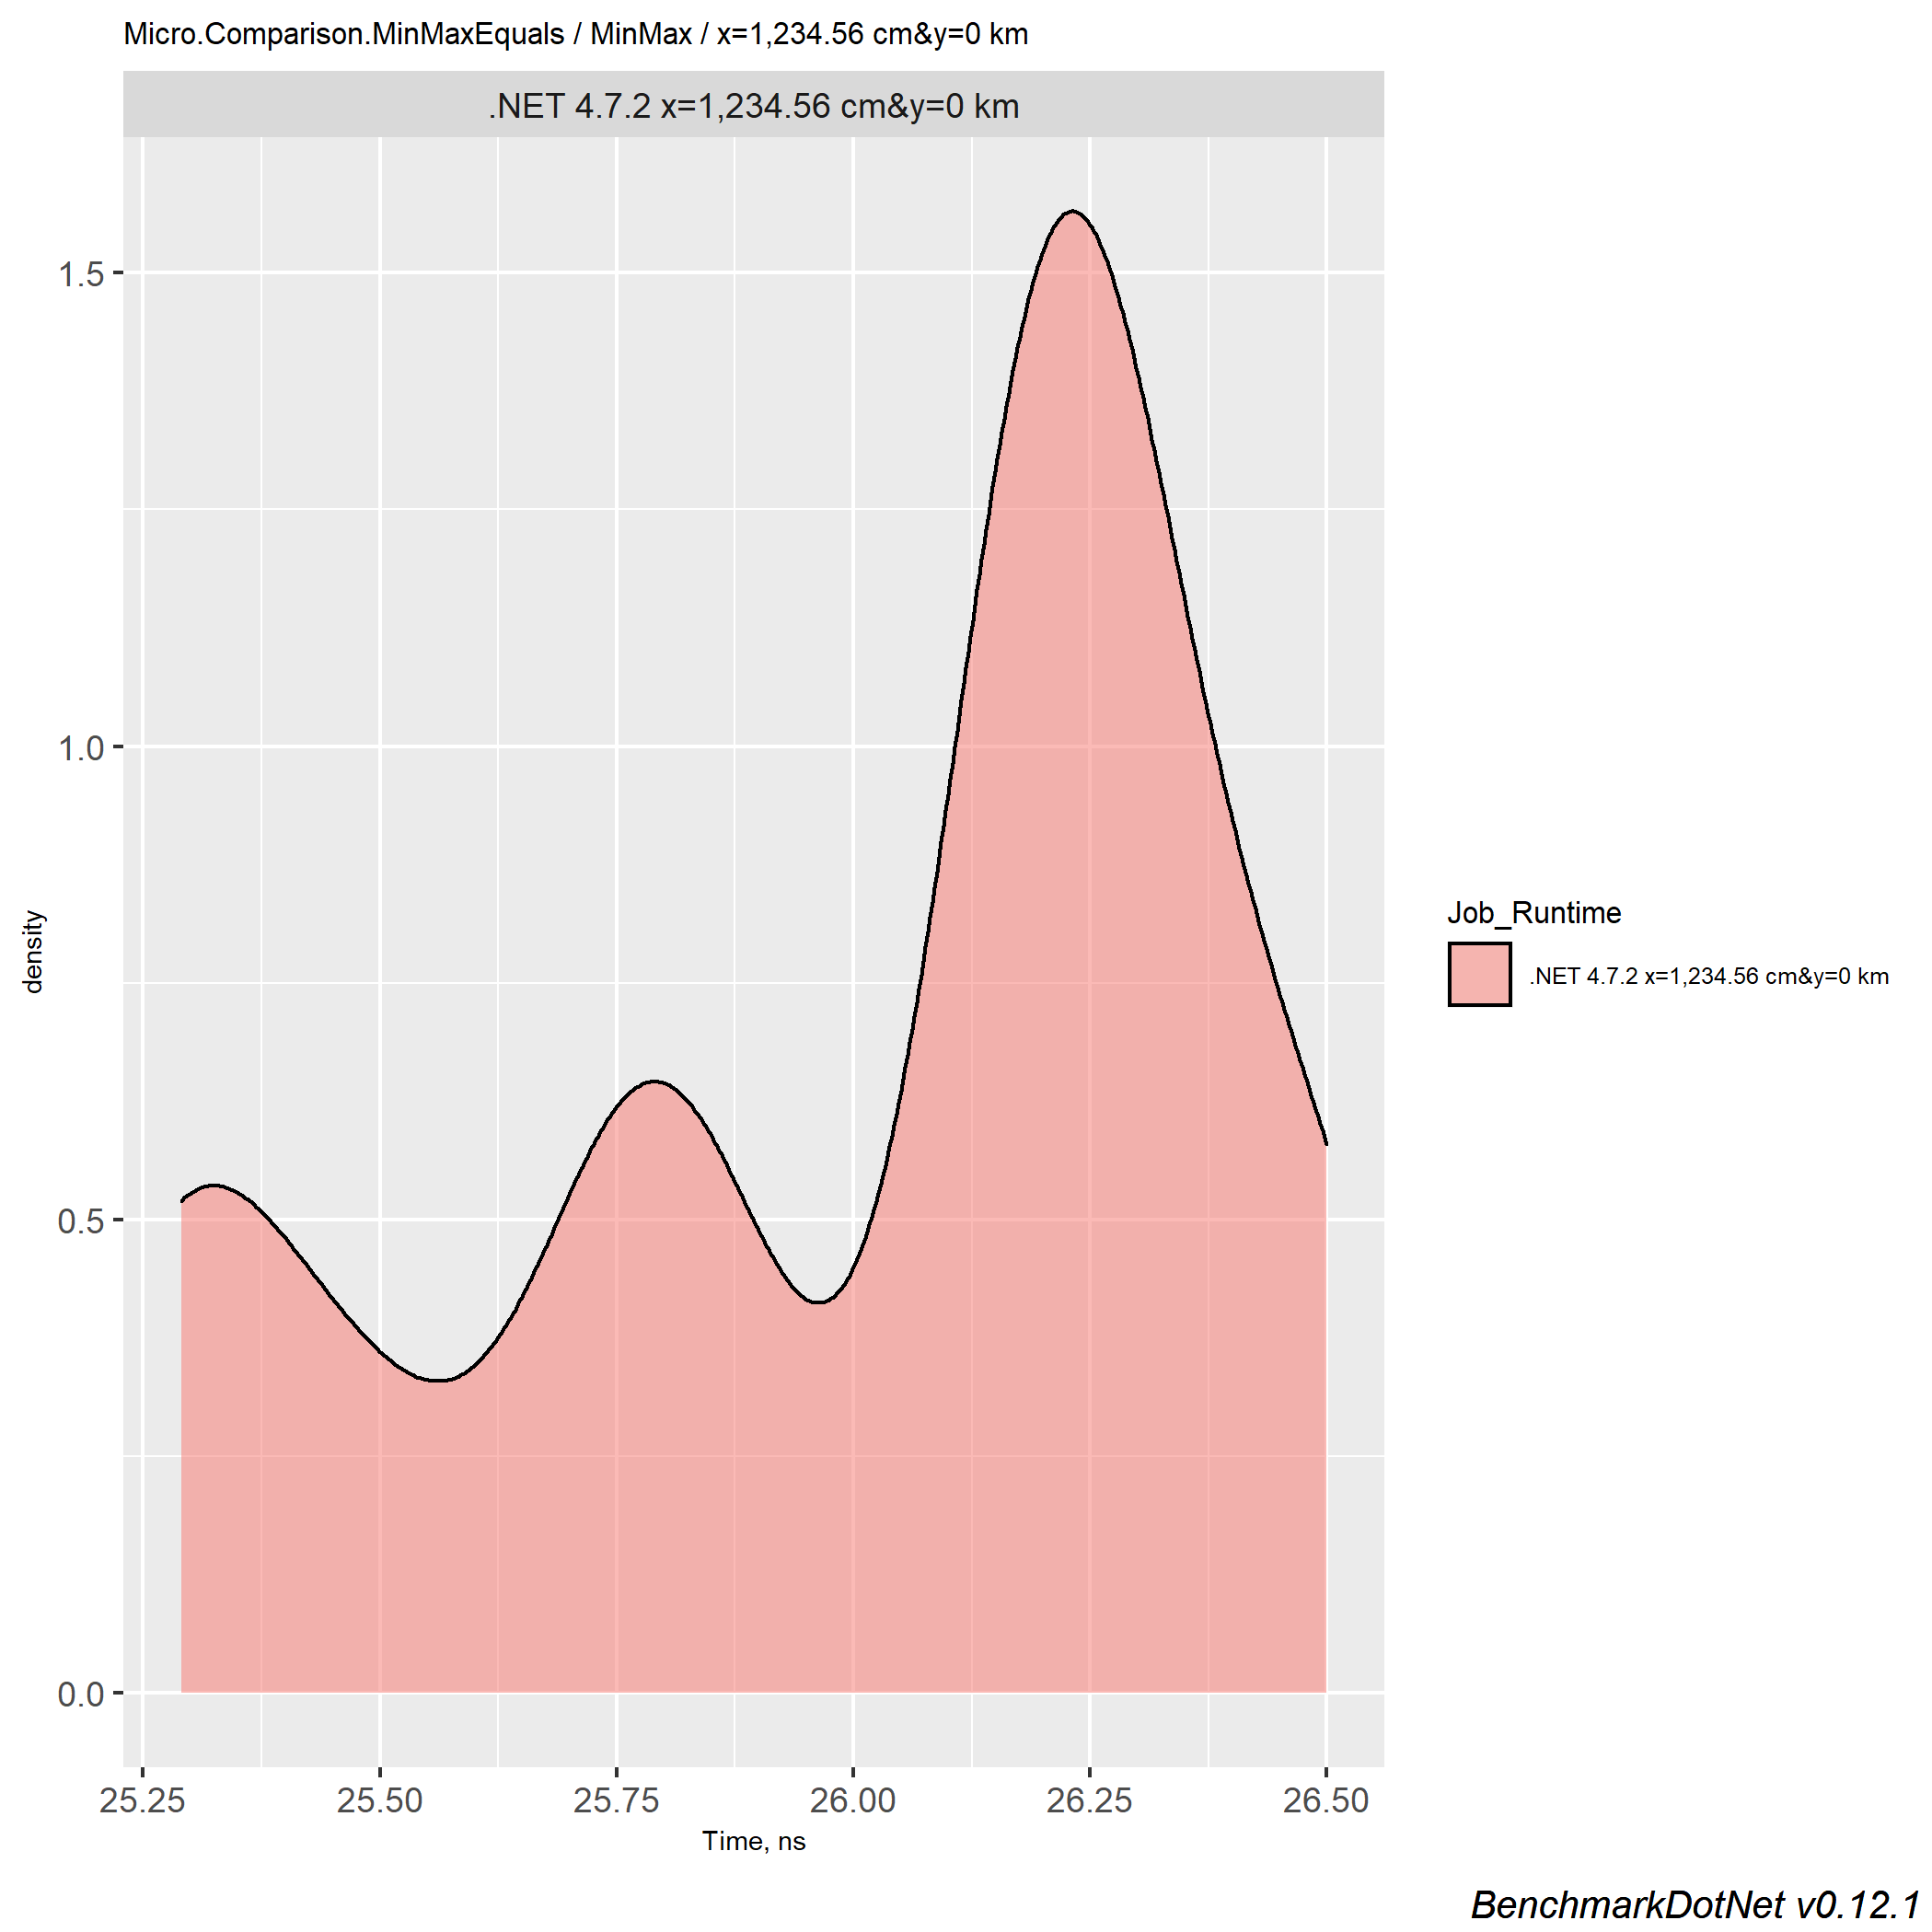 Micro.Comparison.MinMaxEquals / MinMax / x=1,234.56 cm&y=0 km
.NET 4.7.2 x=1,234.56 cm&y=0 km
1.5
1.0
0.5
0.0
density
25.25 25.50 25.75 26.00 26.25 26.50
Time, ns
Job_Runtime
.NET 4.7.2 x=1,234.56 cm&y=0 km
BenchmarkDotNet v0.12.1